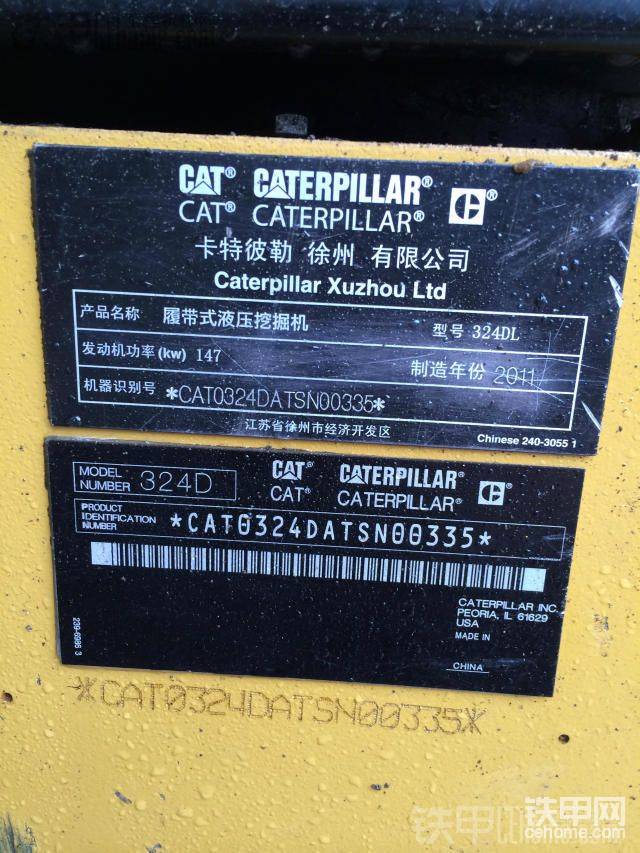 CAT® CATERPILLAR®
CAT® CATERPILLAR® C®
卡特彼勒 徐州 有限公司
Caterpillar Xuzhou Ltd
产品名称 履带式液压挖掘机 型号 324DL
发动机功率(kw) 147 制造年份 2011
机器识别号 *CAT0324DATSN00335*
江苏省徐州市经济开发区 Chinese 240-3055 1
MODEL NUMBER 324D
CAT® CATERPILLAR®
CAT® CATERPILLAR® C®
PRODUCT
IDENTIFICATION
NUMBER
*CAT0324DATSN00335*
CATERPILLAR INC.
PEORIA, IL 61629
USA
MADE IN
CHINA
239-6986 3
*CAT0324DATSN00335*
铁甲网
cehome.com